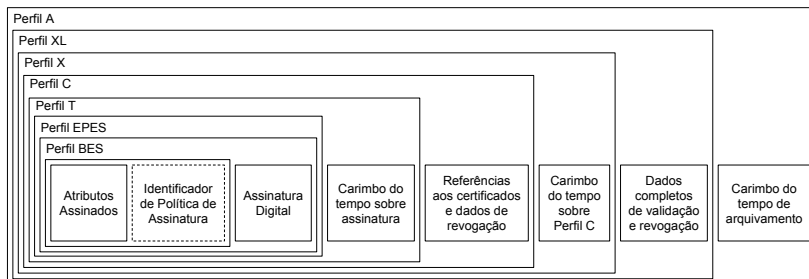 Perfil A
Perfil XL
Perfil X
Perfil C
Perfil T
Perfil EPES
Perfil BES
Atributos
Assinados
Identificador
de Política de
Assinatura
Assinatura
Digital
Carimbo do
tempo sobre
assinatura
Referências
aos certificados
e dados de
revogação
Carimbo
do tempo
sobre
Perfil C
Dados
completos
de validação
e revogação
Carimbo do
tempo de
arquivamento